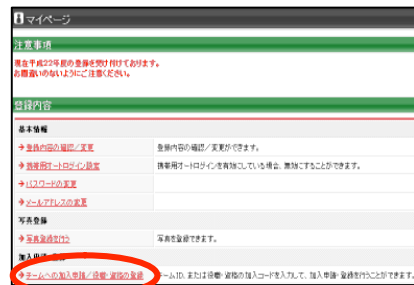 マイページ
注意事項
現在平成22年度の登録を受け付けております。
お間違いのないようにご注意ください。
登録内容
基本情報
登録内容の確認／変更 登録内容の確認／変更ができます。
携帯用オートログイン設定 携帯用オートログインを有効にしている場合、無効にすることができます。
パスワードの変更
メールアドレスの変更
写真登録
写真登録を行う 写真を登録できます。
チームへの加入申請／役職・資格の登録 チームID、または役職・資格の加入コードを入力して、加入申請・登録を行うことができます。